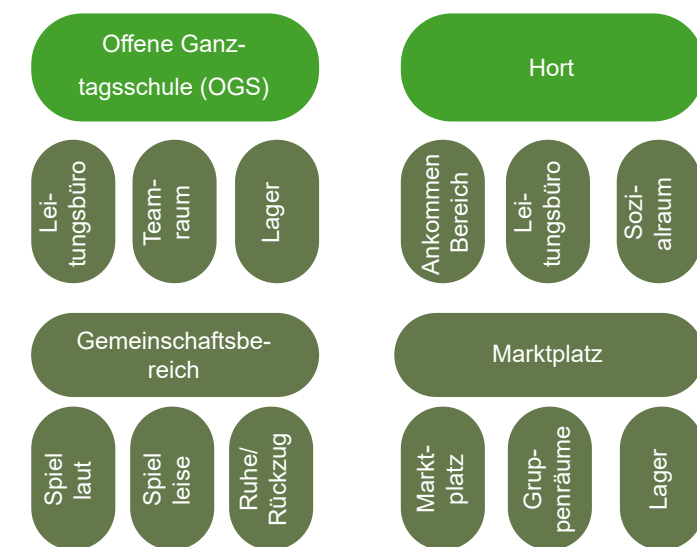 Offene Ganz-
tagsschule (OGS)
Hort
Lei-
tungsbüro
Team-
raum
Lager
Ankommen
Bereich
Lei-
tungsbüro
Sozi-
alraum
Gemeinschaftsbe-
reich
Marktplatz
Spiel
laut
Spiel
leise
Ruhe/
Rückzug
Markt-
platz
Grup-
penräume
Lager